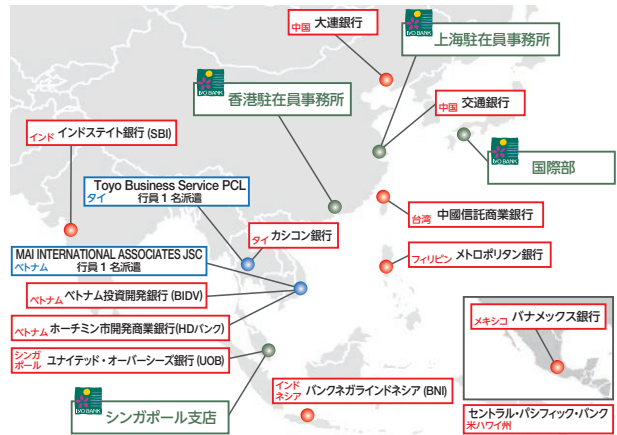 中国 大連銀行
IYO BANK
上海駐在員事務所
IYO BANK
香港駐在員事務所
中国 交通銀行
インド インドステイト銀行 (SBI)
IYO BANK
国際部
Toyo Business Service PCL
タイ 行員1名派遣
台湾 中國信託商業銀行
タイ カシコン銀行
MAI INTERNATIONAL ASSOCIATES JSC
ベトナム 行員1名派遣
フィリピン メトロポリタン銀行
ベトナム ベトナム投資開発銀行 (BIDV)
メキシコ バナメックス銀行
ベトナム ホーチミン市開発商業銀行(HDバンク)
シンガ
ポール ユナイテッド・オーバーシーズ銀行 (UOB)
インド
ネシア バンクネガラインドネシア (BNI)
IYO BANK
シンガポール支店
セントラル・パシフィック・バンク
米ハワイ州